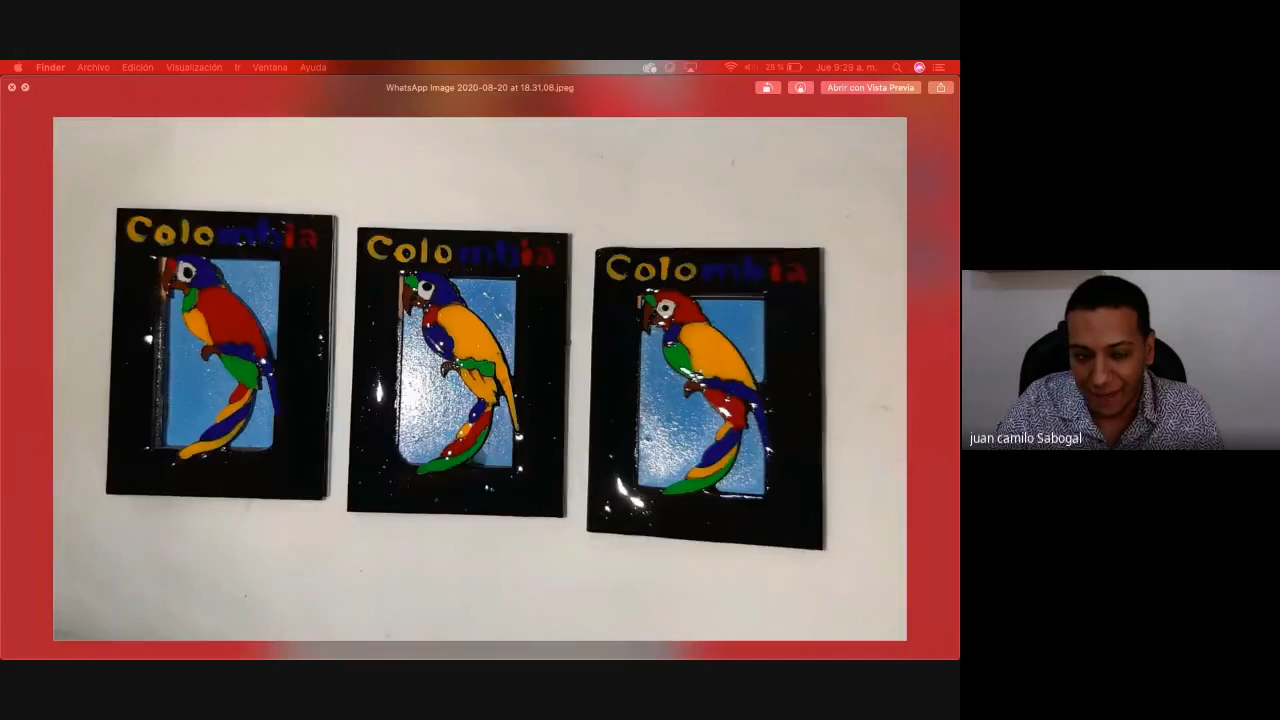 Finder Archivo Edición Visualización Ir Ventana Ayuda 28 % Jue 9:29 a. m.
WhatsApp Image 2020-08-20 at 18.31.08.jpeg Abrir con Vista Previa
Colombia Colombia Colombia
juan camilo Sabogal